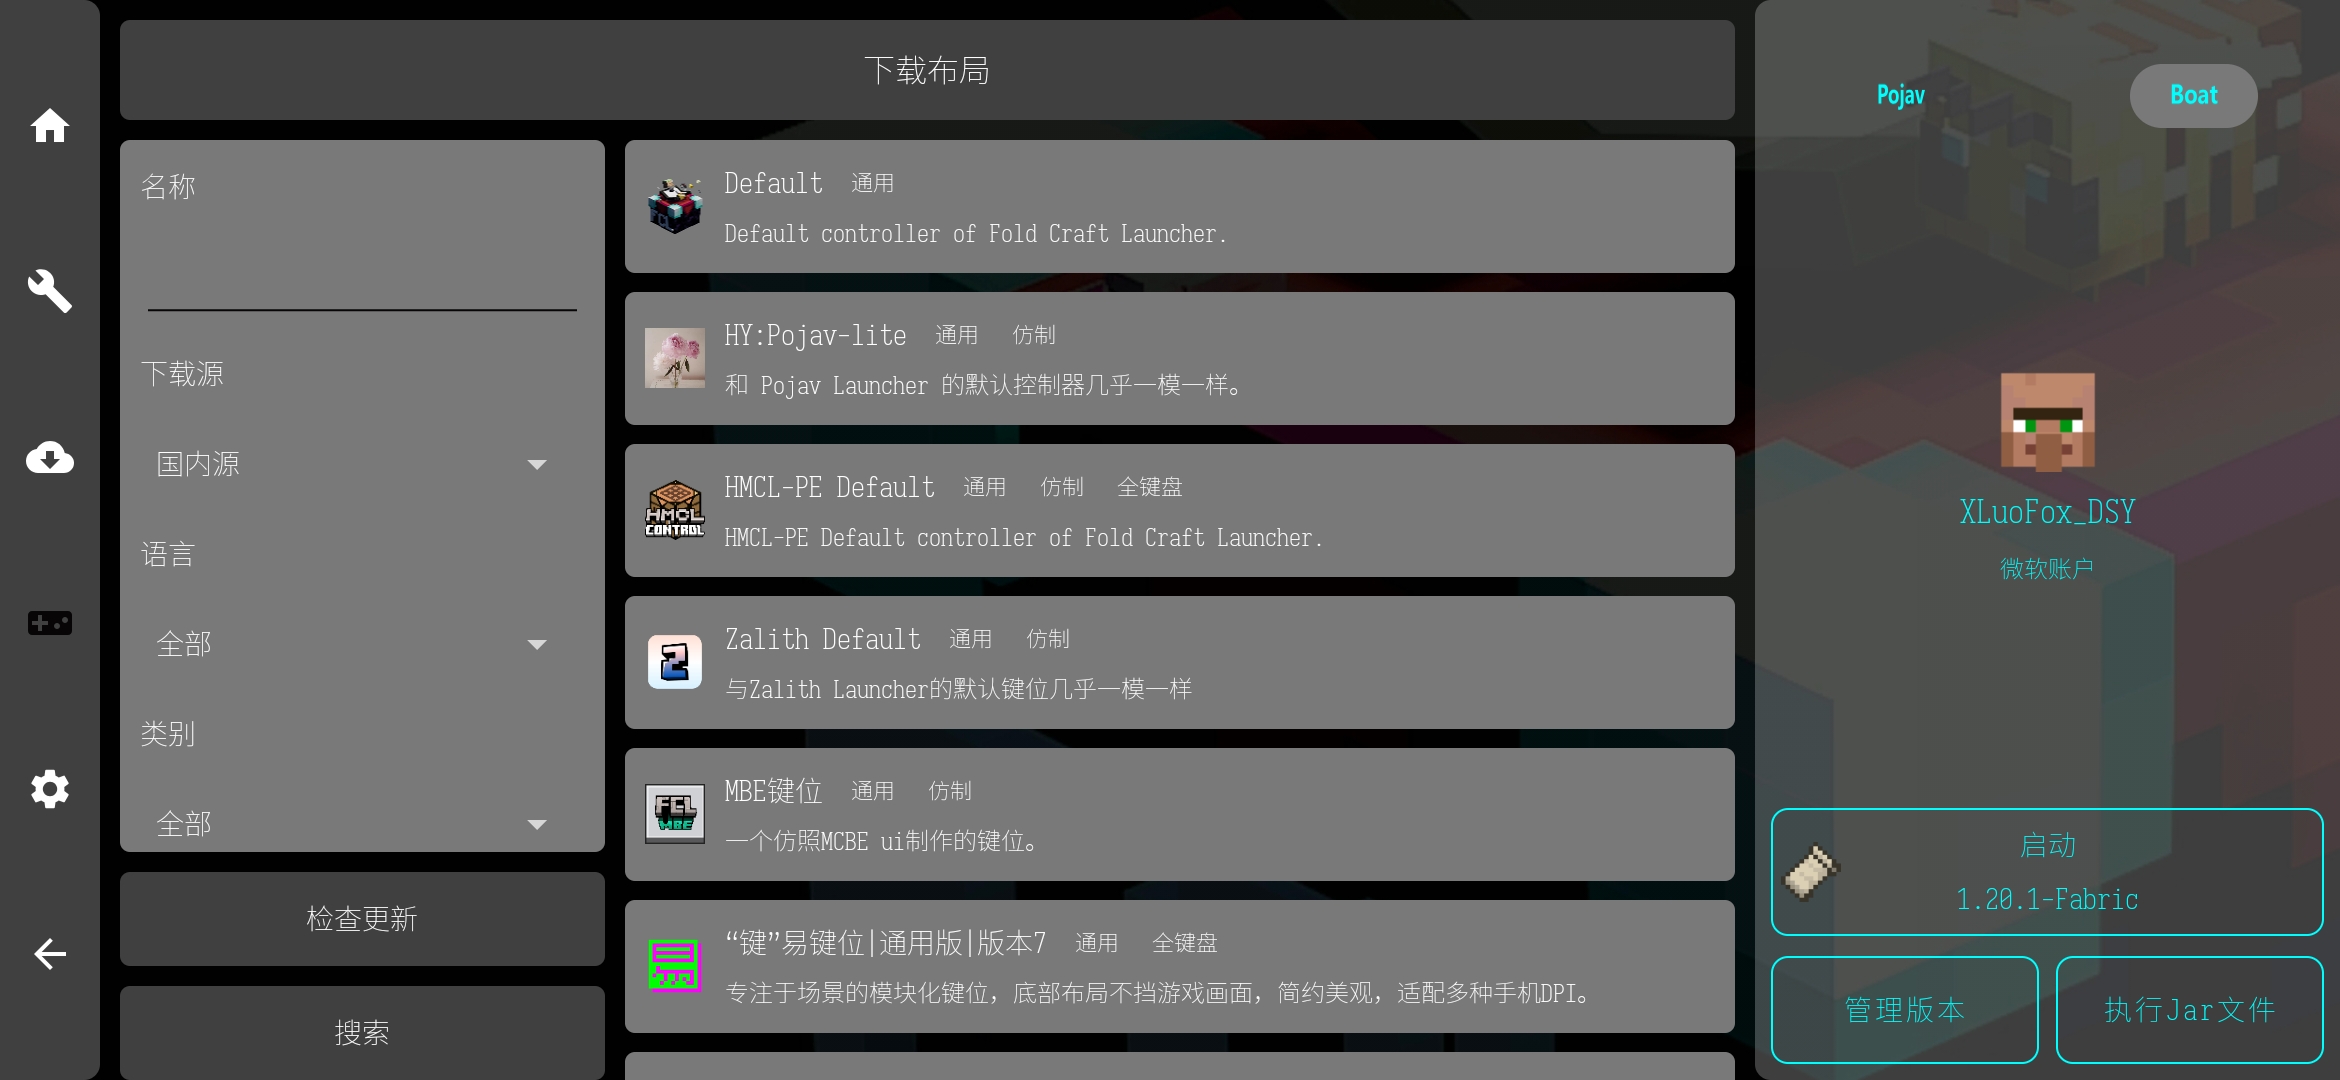 下载布局
名称
下载源
国内源
语言
全部
类别
全部
检查更新
搜索
Default 通用
Default controller of Fold Craft Launcher.
HY:Pojav-lite 通用 仿制
和 Pojav Launcher 的默认控制器几乎一模一样。
HMCL CONTROL
HMCL-PE Default 通用 仿制 全键盘
HMCL-PE Default controller of Fold Craft Launcher.
Zalith Default 通用 仿制
与Zalith Launcher的默认键位几乎一模一样
FCL MBE
MBE键位 通用 仿制
一个仿照MCBE ui制作的键位。
“键”易键位|通用版|版本7 通用 全键盘
专注于场景的模块化键位，底部布局不挡游戏画面，简约美观，适配多种手机DPI。
Pojav
Boat
XLuoFox_DSY
微软账户
启动
1.20.1-Fabric
管理版本
执行Jar文件